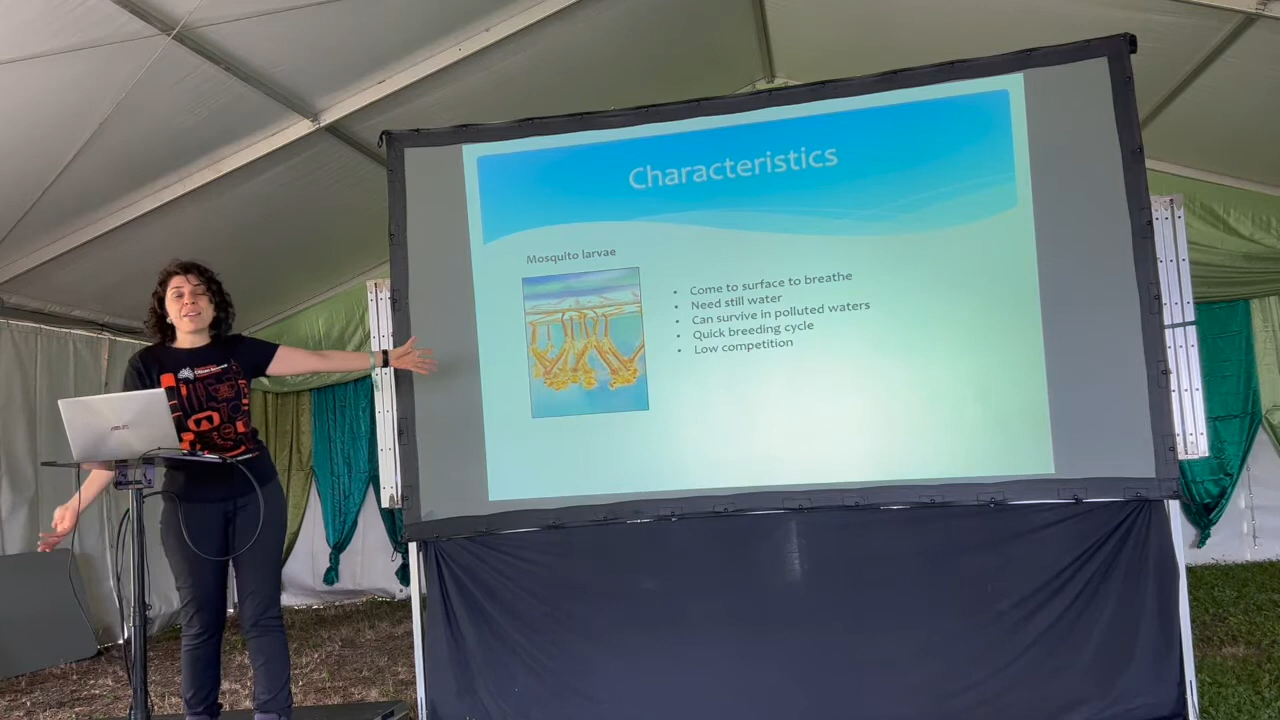 Characteristics
Mosquito larvae
• Come to surface to breathe
• Need still water
• Can survive in polluted waters
• Quick breeding cycle
• Low competition
ASUS